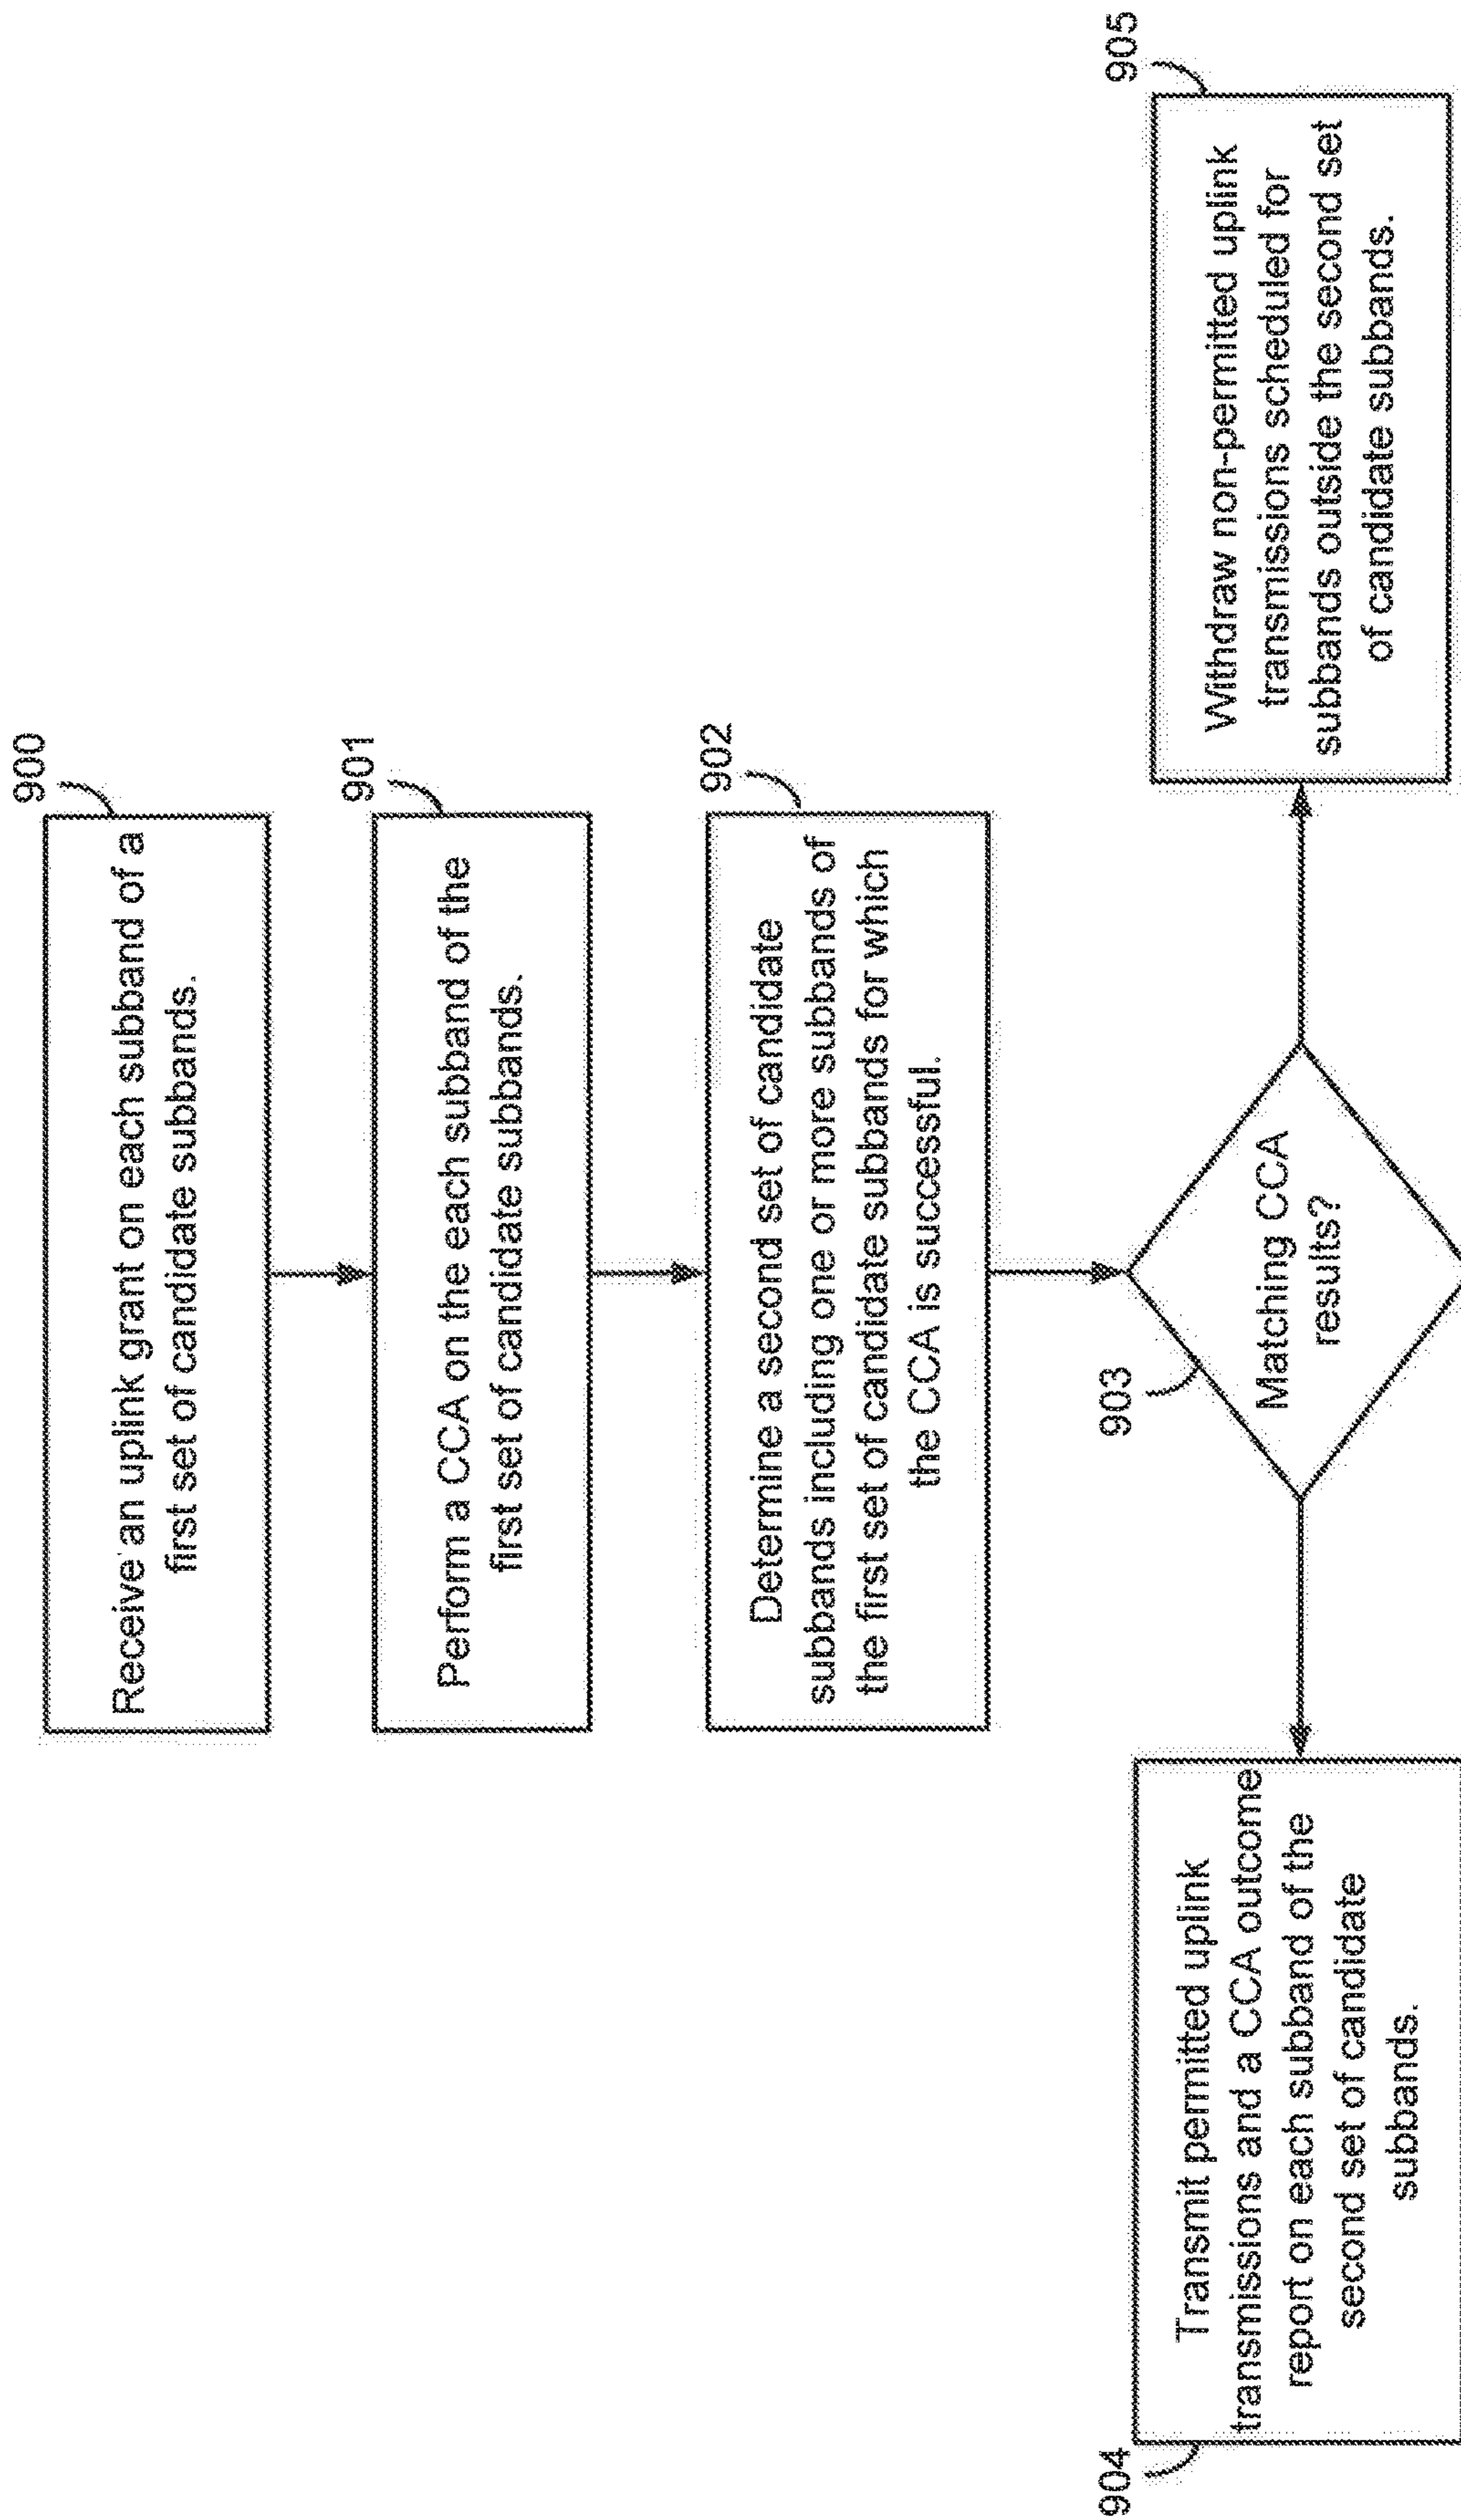 900
Receive an uplink grant on each subband of a
first set of candidate subbands.
901
Perform a CCA on the each subband of the
first set of candidate subbands.
902
Determine a second set of candidate
subbands including one or more subbands of
the first set of candidate subbands for which
the CCA is successful.
903
Matching CCA
results?
904
Transmit permitted uplink
transmissions and a CCA outcome
report on each subband of the
second set of candidate
subbands.
905
Withdraw non-permitted uplink
transmissions scheduled for
subbands outside the second set
of candidate subbands.